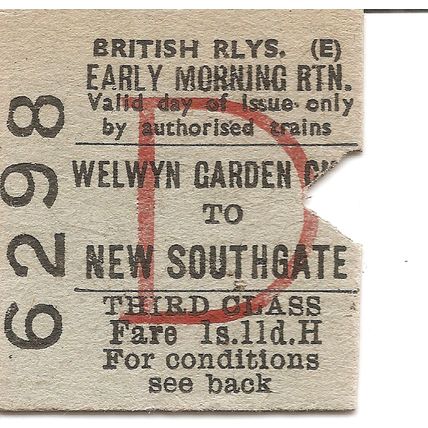 BRITISH RLYS. (E)
EARLY MORNING RTN.
Valid day of issue only
by authorised trains
WELWYN GARDEN
TO
NEW SOUTHGATE
THIRD CLASS
Fare 1s.11d.H
For conditions
see back
D
6298